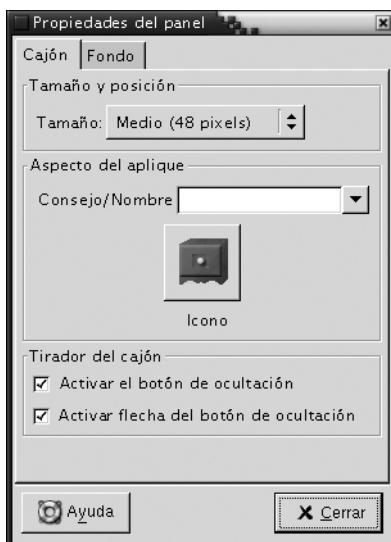 Propiedades del panel
Cajón Fondo
Tamaño y posición
Tamaño: Medio (48 pixels)
Aspecto del aplique
Consejo/Nombre
Icono
Tirador del cajón
Activar el botón de ocultación
Activar flecha del botón de ocultación
Ayuda Cerrar